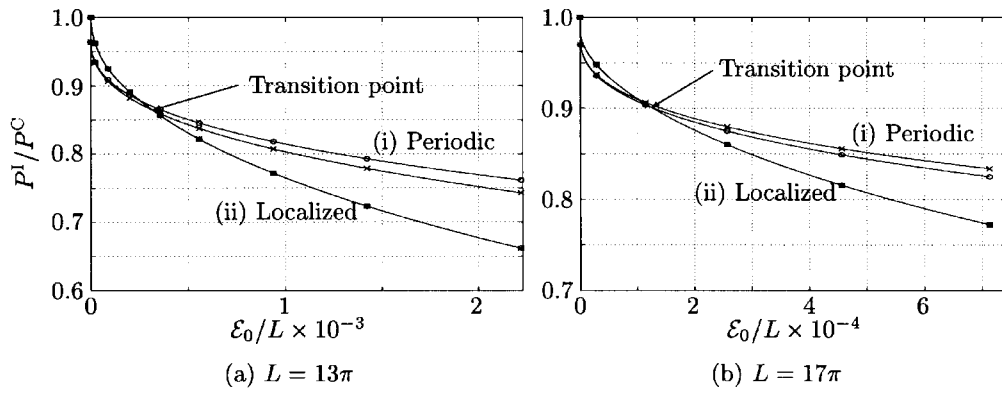 1.0
0.9
0.8
0.7
0.6
P^I/P^C
Transition point
(i) Periodic
(ii) Localized
0
1
2
ℰ₀/L × 10⁻³
(a) L = 13π
1.0
0.9
0.8
0.7
Transition point
(i) Periodic
(ii) Localized
0
2
4
6
ℰ₀/L × 10⁻⁴
(b) L = 17π